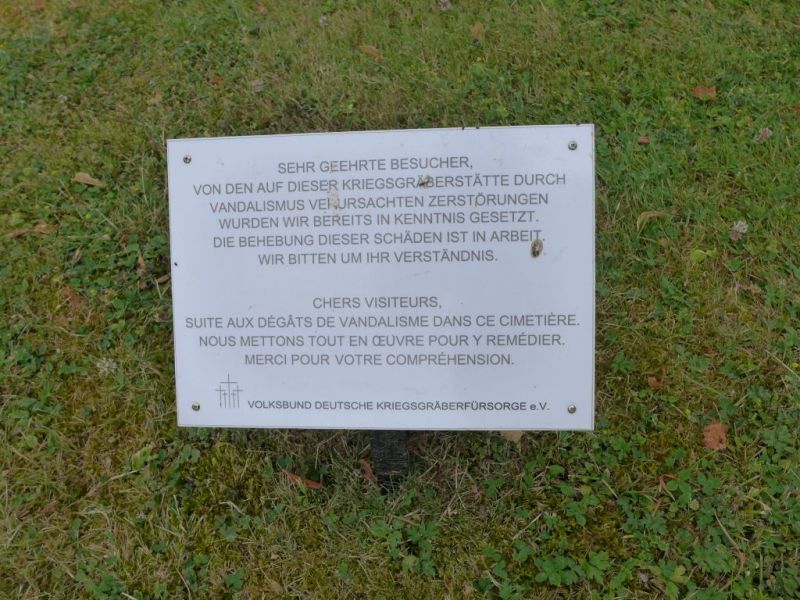 SEHR GEEHRTE BESUCHER,
VON DEN AUF DIESER KRIEGSGRÄBERSTÄTTE DURCH
VANDALISMUS VERURSACHTEN ZERSTÖRUNGEN
WURDEN WIR BEREITS IN KENNTNIS GESETZT.
DIE BEHEBUNG DIESER SCHÄDEN IST IN ARBEIT.
WIR BITTEN UM IHR VERSTÄNDNIS.
CHERS VISITEURS,
SUITE AUX DÉGÂTS DE VANDALISME DANS CE CIMETIÈRE.
NOUS METTONS TOUT EN ŒUVRE POUR Y REMÉDIER.
MERCI POUR VOTRE COMPRÉHENSION.
VOLKSBUND DEUTSCHE KRIEGSGRÄBERFÜRSORGE e.V.